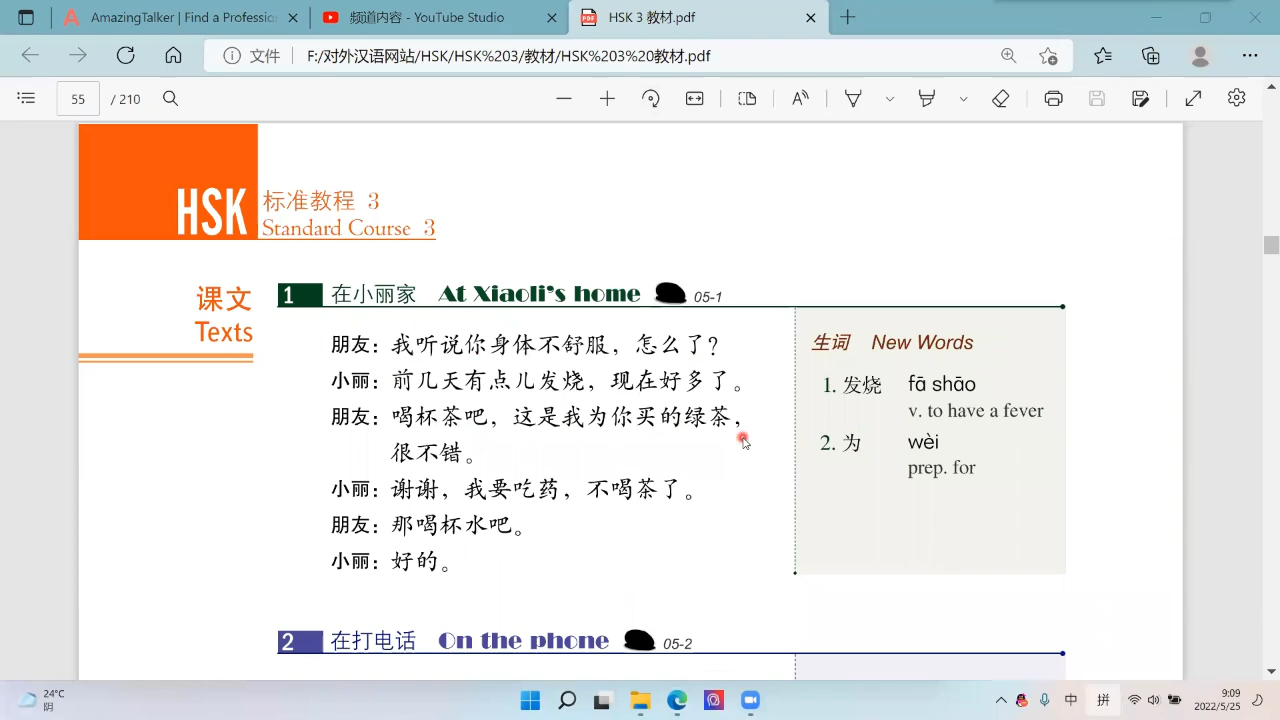 AmazingTalker | Find a Professio
频道内容 - YouTube Studio
HSK 3 教材.pdf
文件 F:/对外汉语网站/HSK/HSK%203/教材/HSK%203%20教材.pdf
55 / 210
HSK 标准教程 3
Standard Course 3
课文
Texts
1 在小丽家 At Xiaoli's home 05-1
朋友：我听说你身体不舒服，怎么了？
小丽：前几天有点儿发烧，现在好多了。
朋友：喝杯茶吧，这是我为你买的绿茶，
很不错。
小丽：谢谢，我要吃药，不喝茶了。
朋友：那喝杯水吧。
小丽：好的。
生词 New Words
1. 发烧 fā shāo
v. to have a fever
2. 为 wèi
prep. for
2 在打电话 On the phone 05-2
24°C
阴
中 拼
9:09
2022/5/25